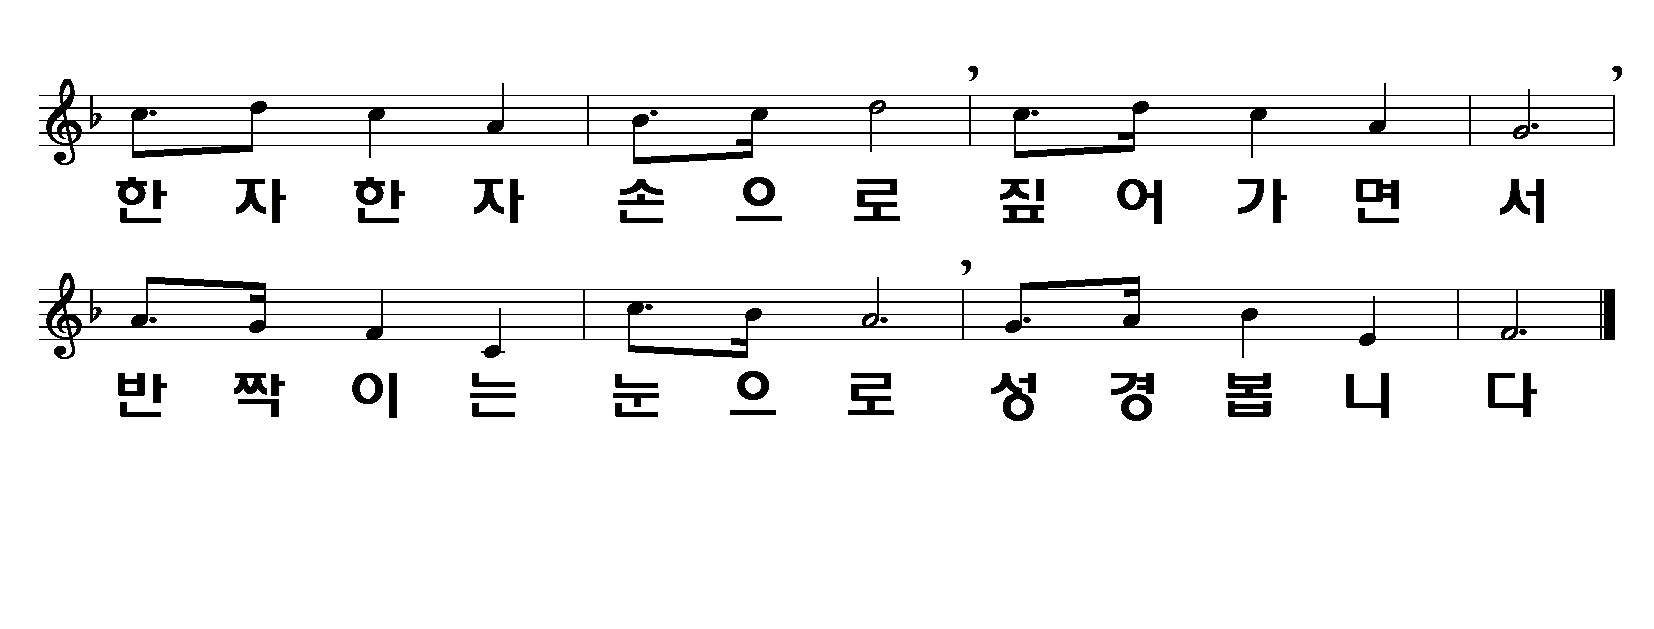 한 자 한 자 손 으 로 짚 어 가 면 서
반 짝 이 는 눈 으 로 성 경 봅 니 다